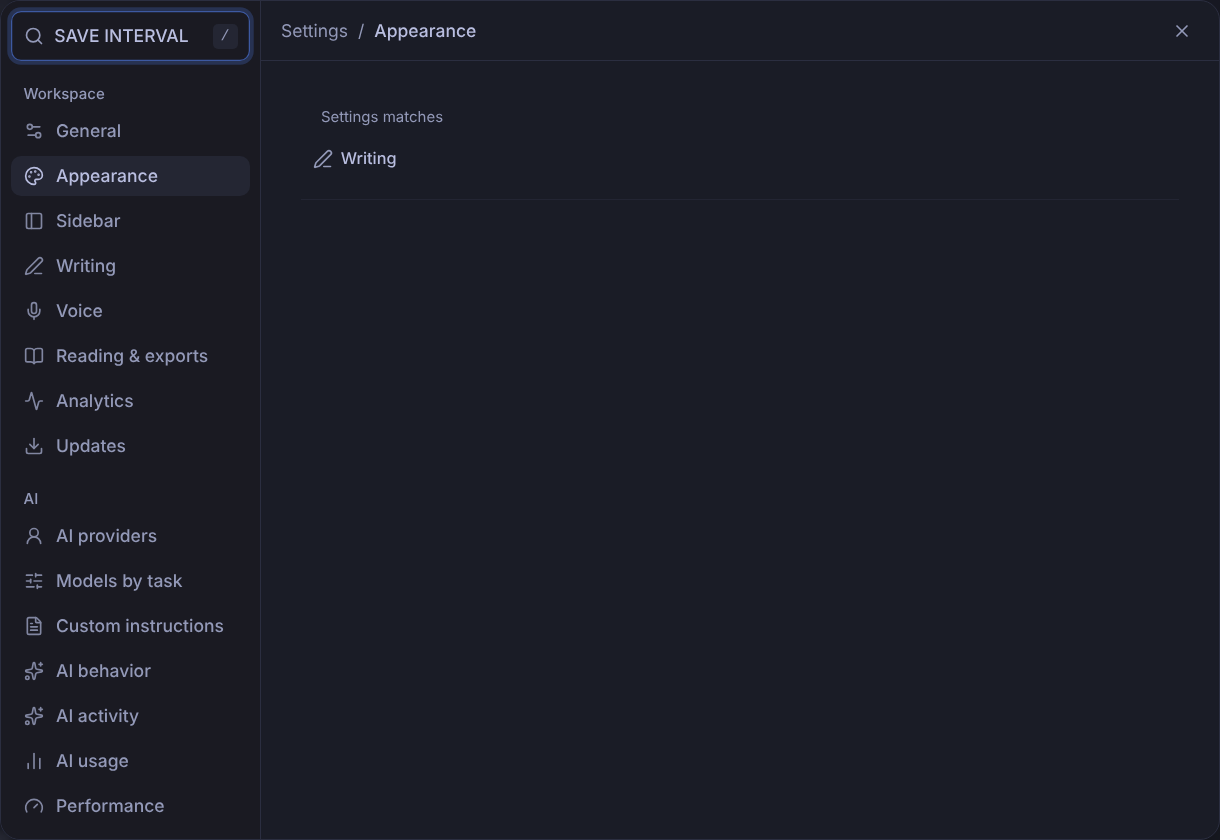 SAVE INTERVAL /
Workspace
General
Appearance
Sidebar
Writing
Voice
Reading & exports
Analytics
Updates
AI
AI providers
Models by task
Custom instructions
AI behavior
AI activity
AI usage
Performance
Settings / Appearance
Settings matches
Writing